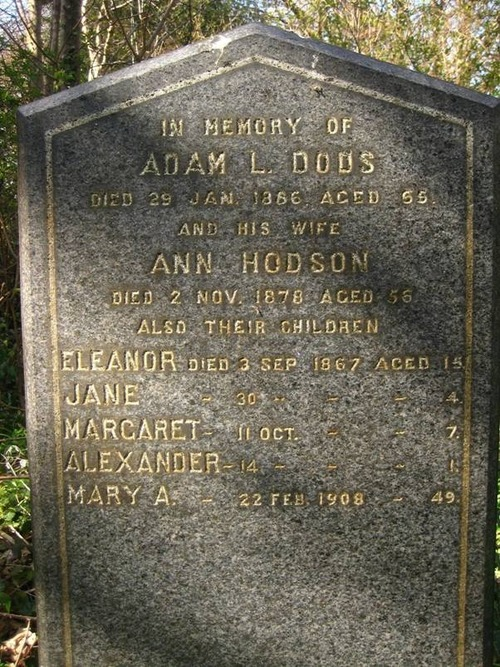 IN MEMORY OF
ADAM L. DODS
DIED 29 JAN. 1886 AGED 65.
AND HIS WIFE
ANN HODSON
DIED 2 NOV. 1878 AGED 56
ALSO THEIR CHILDREN
ELEANOR DIED 3 SEP. 1867 AGED 15.
JANE - 30 " - - 4.
MARGARET - 11 OCT. - - 7.
ALEXANDER - 14 - - - 1.
MARY A. - 22 FEB. 1908 - 49.